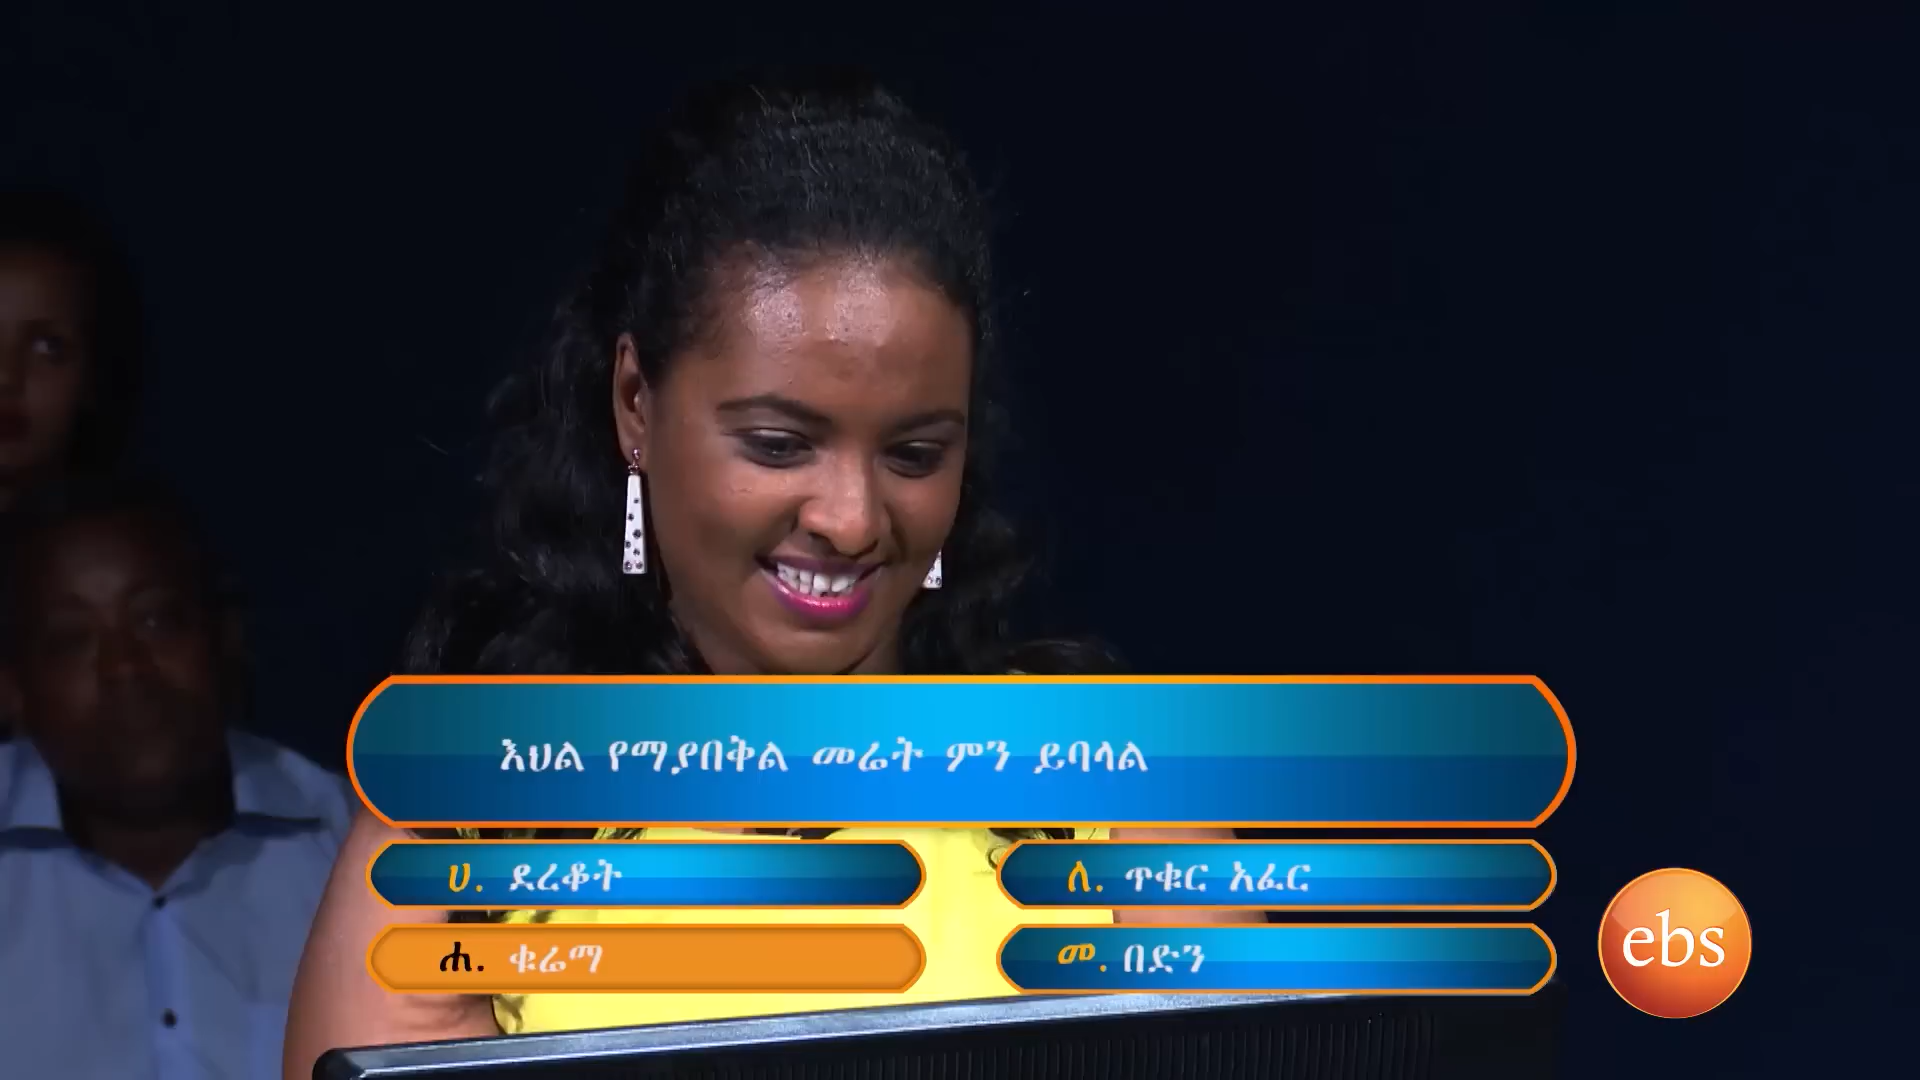 እህል የማያበቅል መሬት ምን ይባላል
ሀ. ደረቆት
ለ. ጥቁር አፈር
ሐ. ቁሬማ
መ. በድን
ebs